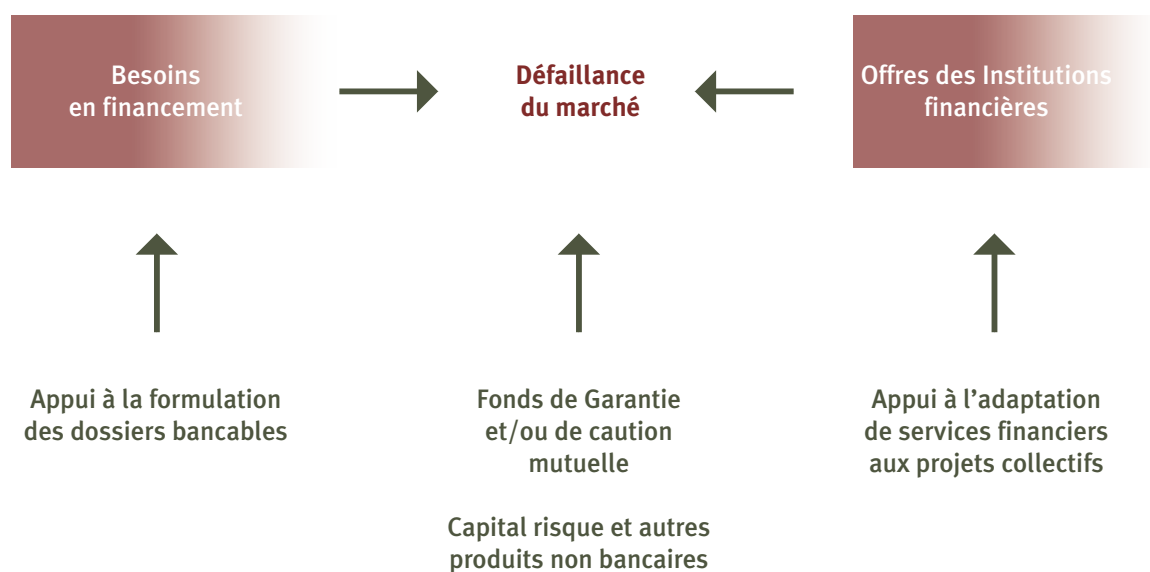 Besoins
en financement
Défaillance
du marché
Offres des Institutions
financières
Appui à la formulation
des dossiers bancables
Fonds de Garantie
et/ou de caution
mutuelle
Capital risque et autres
produits non bancaires
Appui à l’adaptation
de services financiers
aux projets collectifs